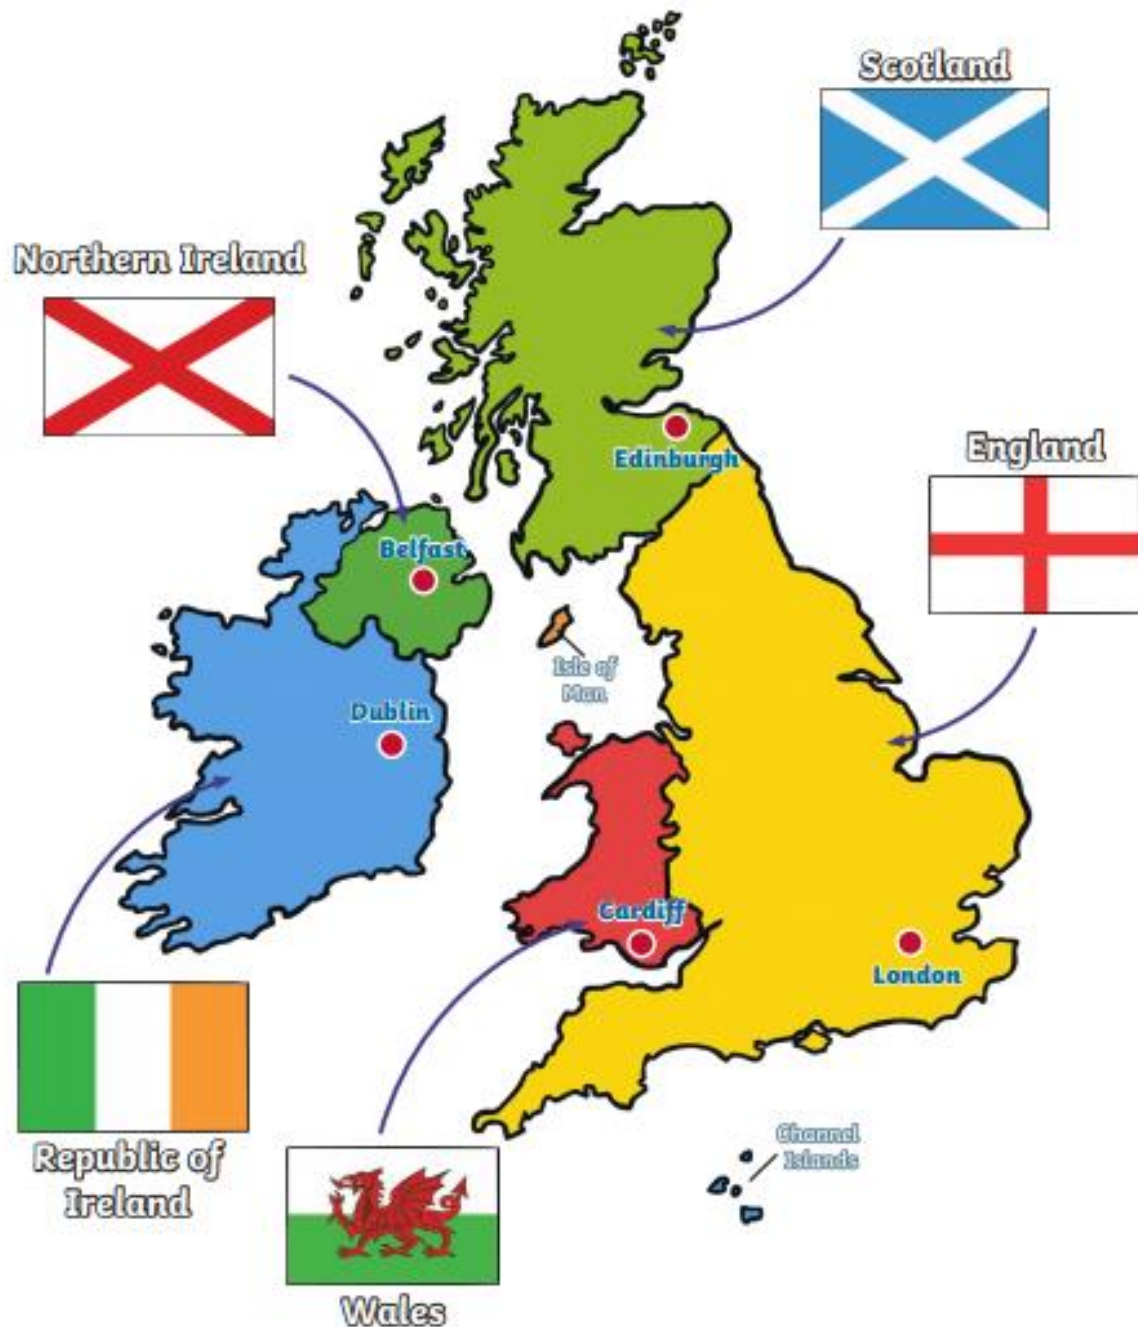 Scotland
Northern Ireland
Edinburgh
England
Belfast
Isle of
Man
Dublin
Cardiff
London
Channel
Islands
Republic of
Ireland
Wales